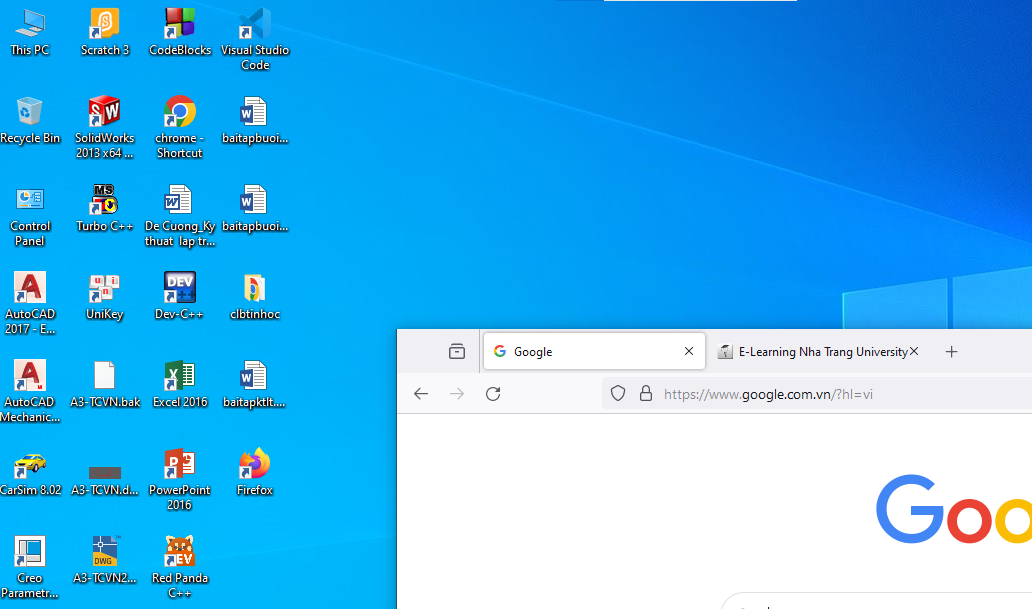 This PC
Scratch 3
CodeBlocks
Visual Studio
Code
Recycle Bin
SolidWorks
2013 x64 ...
chrome -
Shortcut
baitapbuoi...
Control
Panel
Turbo C++
De Cuong_Ky
thuat lap tr...
baitapbuoi...
AutoCAD
2017 - E...
UniKey
Dev-C++
clbtinhoc
AutoCAD
Mechanic...
A3-TCVN.bak
Excel 2016
baitapktlt....
CarSim 8.02
A3-TCVN.d...
PowerPoint
2016
Firefox
Creo
Parametr...
A3-TCVN2...
Red Panda
C++
MS
DEV
DWG
Google
E-Learning Nha Trang University
https://www.google.com.vn/?hl=vi
Goo